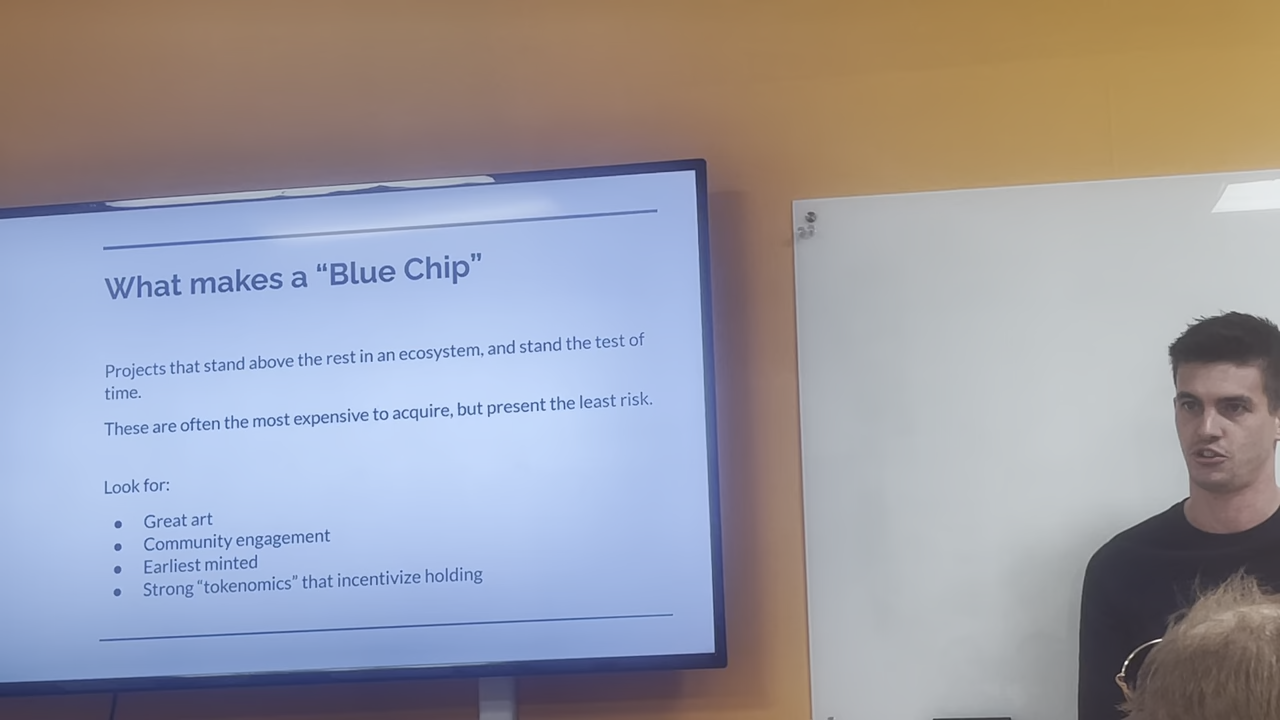 What makes a “Blue Chip”
Projects that stand above the rest in an ecosystem, and stand the test of
time.
These are often the most expensive to acquire, but present the least risk.
Look for:
● Great art
● Community engagement
● Earliest minted
● Strong “tokenomics” that incentivize holding